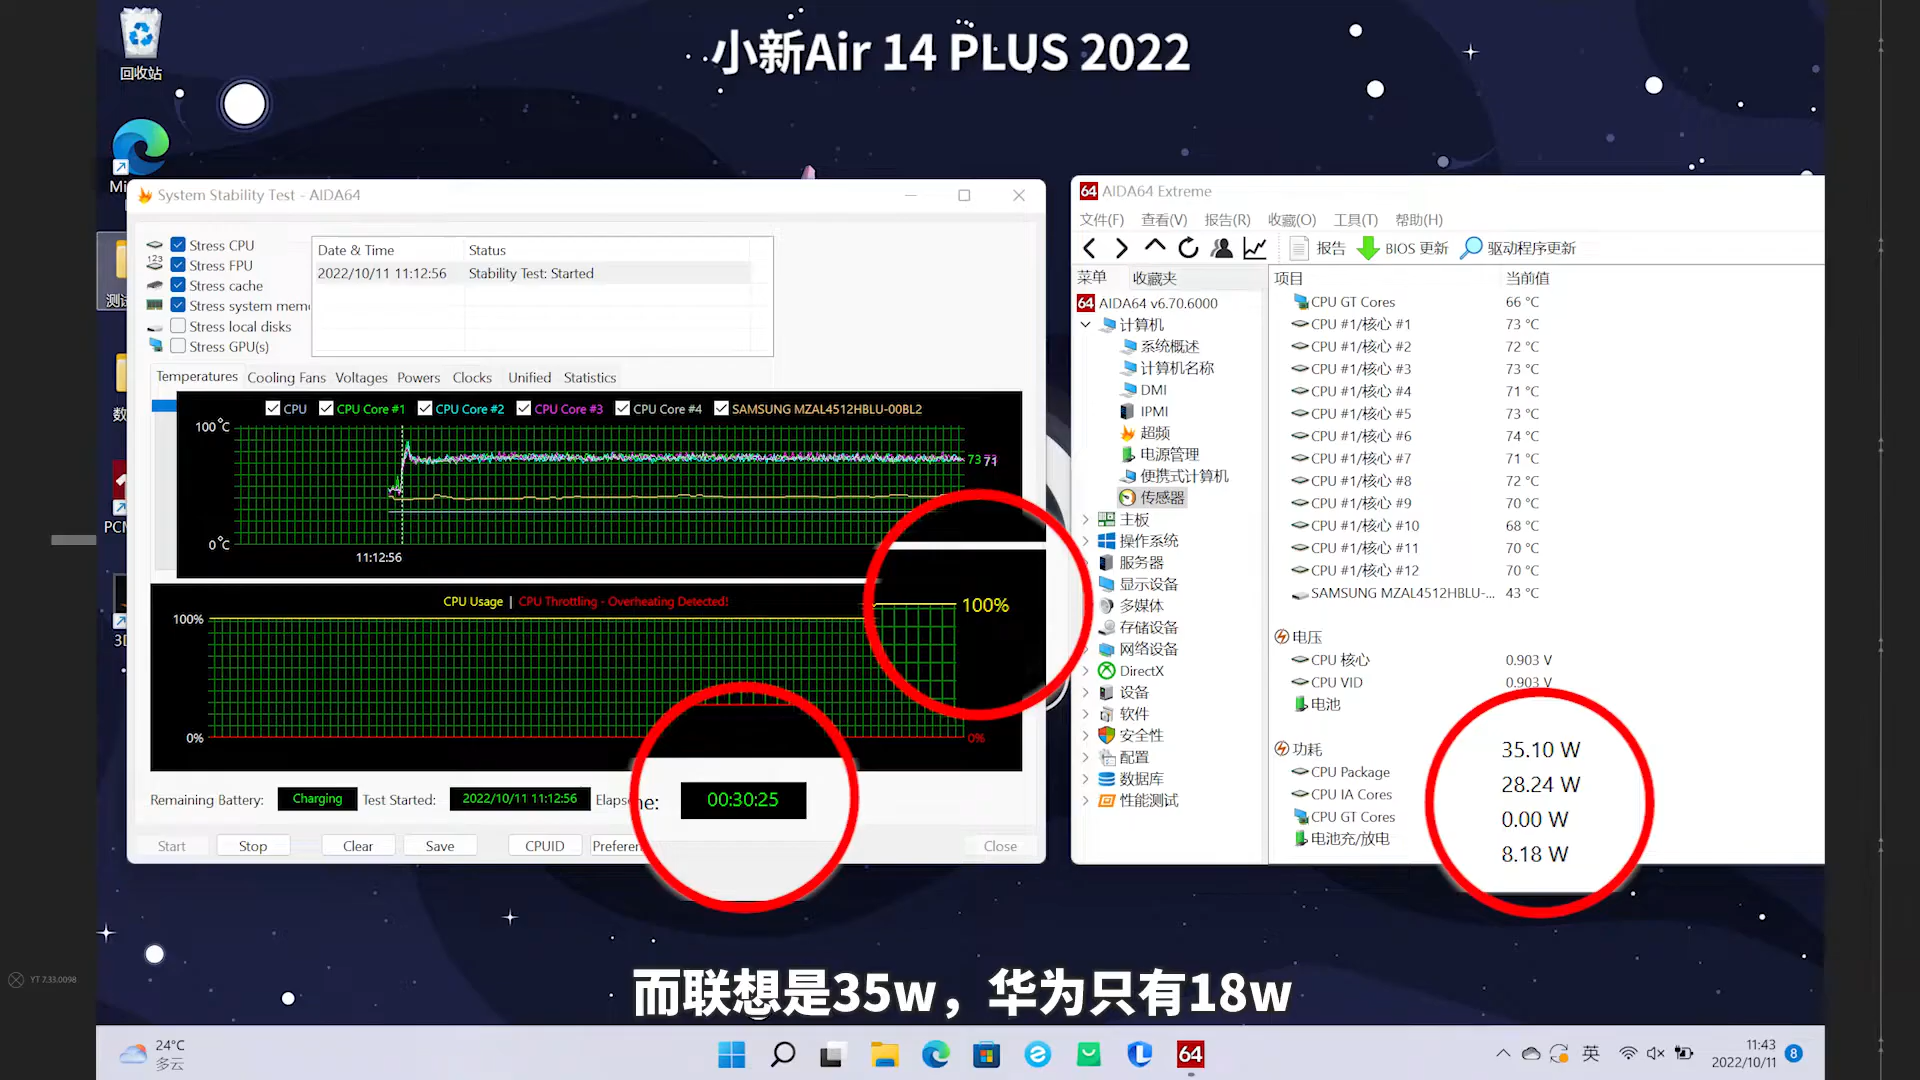 小新Air 14 PLUS 2022
回收站
System Stability Test - AIDA64
Stress CPU
Stress FPU
Stress cache
Stress system mem
Stress local disks
Stress GPU(s)
Date & Time Status
2022/10/11 11:12:56 Stability Test: Started
Temperatures Cooling Fans Voltages Powers Clocks Unified Statistics
CPU CPU Core #1 CPU Core #2 CPU Core #3 CPU Core #4 SAMSUNG MZAL4512HBLU-00BL2
100°C
73 71
0°C
11:12:56
CPU Usage | CPU Throttling - Overheating Detected!
100% 100%
0% 0%
Remaining Battery: Charging Test Started: 2022/10/11 11:12:56 Elapse ne: 00:30:25
Start Stop Clear Save CPUID Preferen Close
64 AIDA64 Extreme
文件(F) 查看(V) 报告(R) 收藏(O) 工具(T) 帮助(H)
报告 BIOS 更新 驱动程序更新
菜单 收藏夹
64 AIDA64 v6.70.6000
计算机
系统概述
计算机名称
DMI
IPMI
超频
电源管理
便携式计算机
传感器
主板
操作系统
服务器
显示设备
多媒体
存储设备
网络设备
DirectX
设备
软件
安全性
配置
数据库
性能测试
项目 当前值
CPU GT Cores 66 °C
CPU #1/核心 #1 73 °C
CPU #1/核心 #2 72 °C
CPU #1/核心 #3 73 °C
CPU #1/核心 #4 71 °C
CPU #1/核心 #5 73 °C
CPU #1/核心 #6 74 °C
CPU #1/核心 #7 71 °C
CPU #1/核心 #8 72 °C
CPU #1/核心 #9 70 °C
CPU #1/核心 #10 68 °C
CPU #1/核心 #11 70 °C
CPU #1/核心 #12 70 °C
SAMSUNG MZAL4512HBLU-... 43 °C
电压
CPU 核心 0.903 V
CPU VID 0.903 V
电池
功耗
CPU Package 35.10 W
CPU IA Cores 28.24 W
CPU GT Cores 0.00 W
电池充/放电 8.18 W
YT 7.33.0098
而联想是35w，华为只有18w
24°C
多云
64
英
11:43
2022/10/11
8